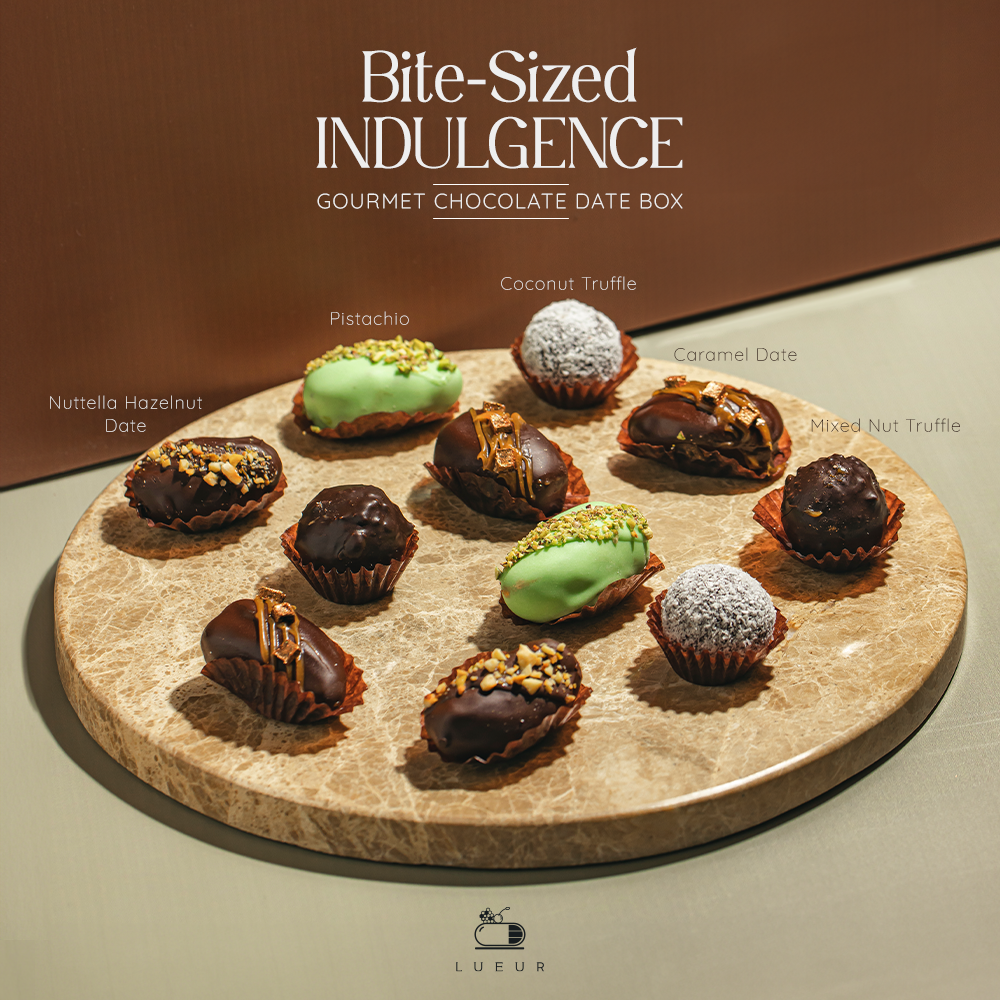 Bite-Sized
INDULGENCE
GOURMET CHOCOLATE DATE BOX
Coconut Truffle
Pistachio
Caramel Date
Nuttella Hazelnut
Date
Mixed Nut Truffle
LUEUR